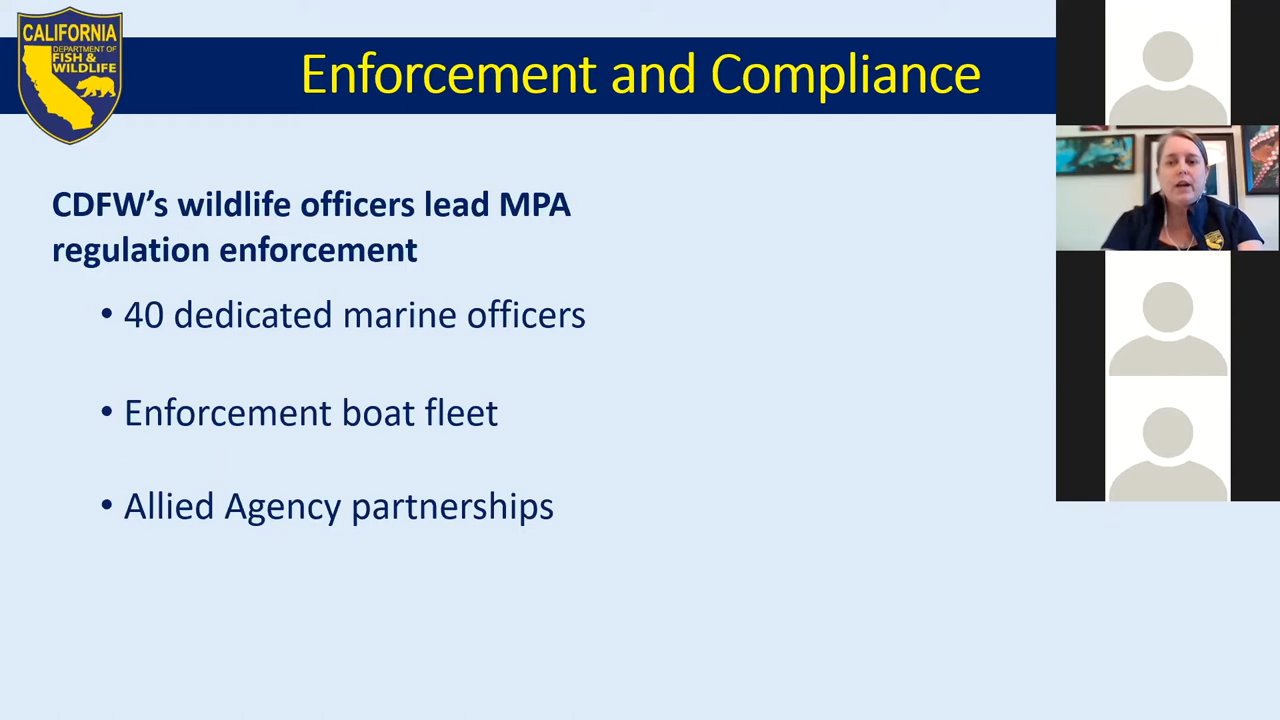 CALIFORNIA
DEPARTMENT OF
FISH &
WILDLIFE
Enforcement and Compliance
CDFW’s wildlife officers lead MPA
regulation enforcement
• 40 dedicated marine officers
• Enforcement boat fleet
• Allied Agency partnerships